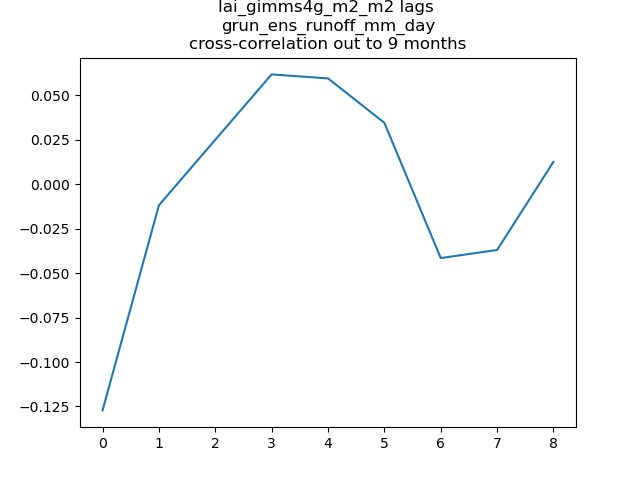 lai_gimms4g_m2_m2 lags
grun_ens_runoff_mm_day
cross-correlation out to 9 months
0.050
0.025
0.000
−0.025
−0.050
−0.075
−0.100
−0.125
0 1 2 3 4 5 6 7 8